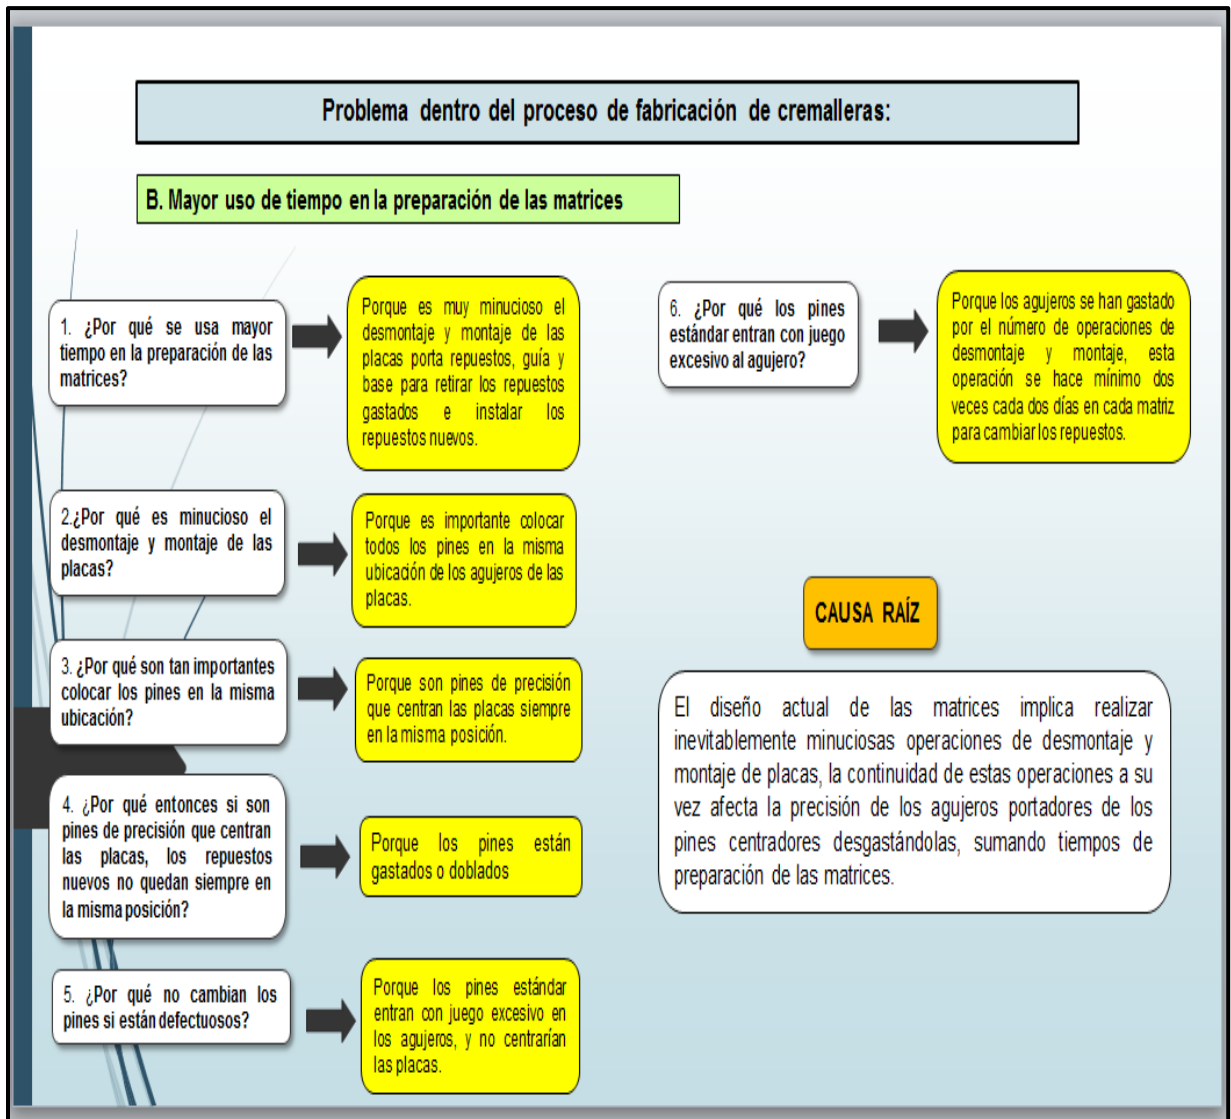 Problema dentro del proceso de fabricación de cremalleras:
B. Mayor uso de tiempo en la preparación de las matrices
1. ¿Por qué se usa mayor
tiempo en la preparación de las
matrices?
Porque es muy minucioso el
desmontaje y montaje de las
placas porta repuestos, guía y
base para retirar los repuestos
gastados e instalar los
repuestos nuevos.
2.¿Por qué es minucioso el
desmontaje y montaje de las
placas?
Porque es importante colocar
todos los pines en la misma
ubicación de los agujeros de las
placas.
3. ¿Por qué son tan importantes
colocar los pines en la misma
ubicación?
Porque son pines de precisión
que centran las placas siempre
en la misma posición.
4. ¿Por qué entonces si son
pines de precisión que centran
las placas, los repuestos
nuevos no quedan siempre en
la misma posición?
Porque los pines están
gastados o doblados
5. ¿Por qué no cambian los
pines si están defectuosos?
Porque los pines estándar
entran con juego excesivo en
los agujeros, y no centrarían
las placas.
6. ¿Por qué los pines
estándar entran con juego
excesivo al agujero?
Porque los agujeros se han gastado
por el número de operaciones de
desmontaje y montaje, esta
operación se hace mínimo dos
veces cada dos días en cada matriz
para cambiar los repuestos.
CAUSA RAÍZ
El diseño actual de las matrices implica realizar
inevitablemente minuciosas operaciones de desmontaje y
montaje de placas, la continuidad de estas operaciones a su
vez afecta la precisión de los agujeros portadores de los
pines centradores desgastándolas, sumando tiempos de
preparación de las matrices.